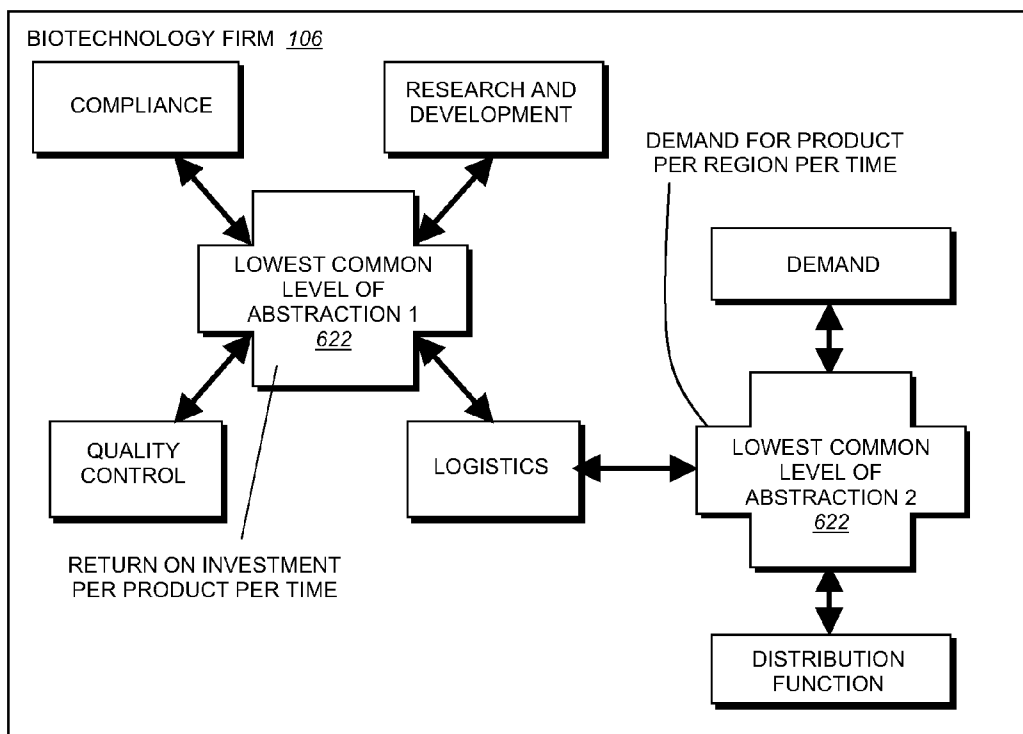 BIOTECHNOLOGY FIRM 106
COMPLIANCE
RESEARCH AND
DEVELOPMENT
DEMAND FOR PRODUCT
PER REGION PER TIME
LOWEST COMMON
LEVEL OF
ABSTRACTION 1
622
DEMAND
QUALITY
CONTROL
LOGISTICS
LOWEST COMMON
LEVEL OF
ABSTRACTION 2
622
RETURN ON INVESTMENT
PER PRODUCT PER TIME
DISTRIBUTION
FUNCTION